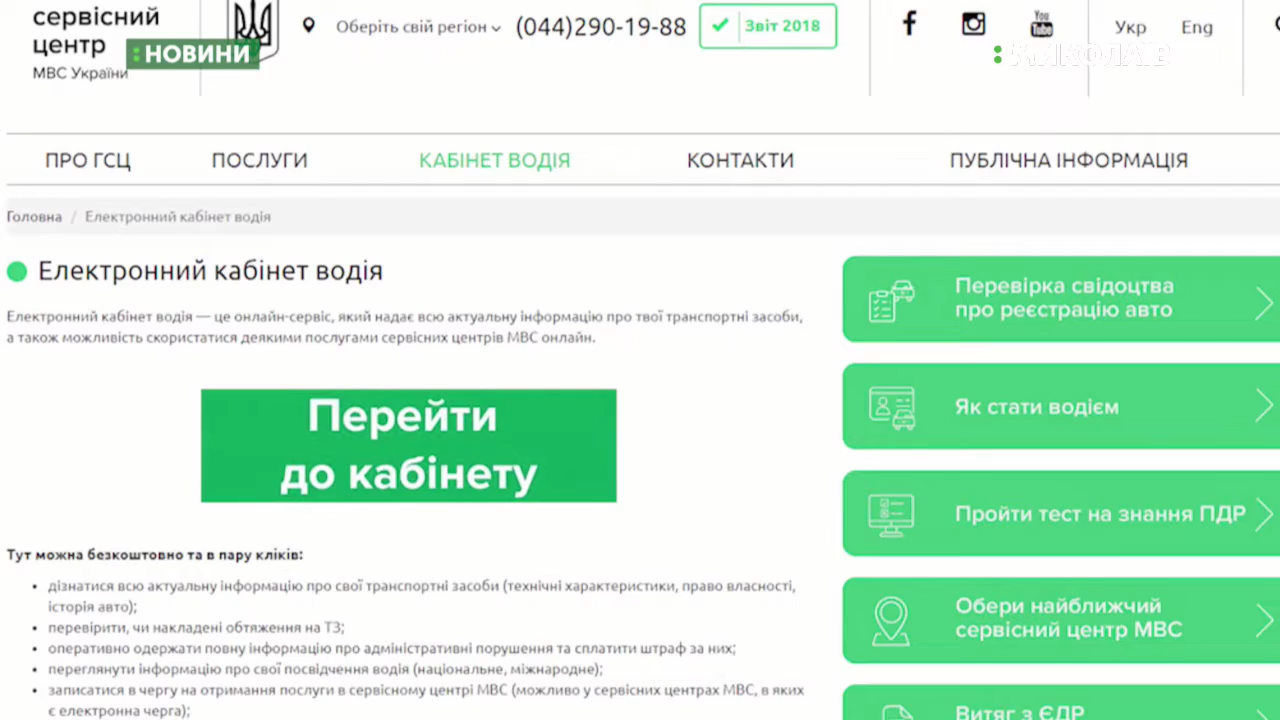 сервісний
центр
МВС України
: НОВИНИ
Оберіть свій регіон
(044)290-19-88
Звіт 2018
You
Tube
Укр
Eng
: МИКОЛАЇВ
ПРО ГСЦ
ПОСЛУГИ
КАБІНЕТ ВОДІЯ
КОНТАКТИ
ПУБЛІЧНА ІНФОРМАЦІЯ
Головна / Електронний кабінет водія
Електронний кабінет водія
Електронний кабінет водія — це онлайн-сервіс, який надає всю актуальну інформацію про твої транспортні засоби,
а також можливість скористатися деякими послугами сервісних центрів МВС онлайн.
Перейти
до кабінету
Тут можна безкоштовно та в пару кліків:
• дізнатися всю актуальну інформацію про свої транспортні засоби (технічні характеристики, право власності,
історія авто);
• перевірити, чи накладені обтяження на ТЗ;
• оперативно одержати повну інформацію про адміністративні порушення та сплатити штраф за них;
• переглянути інформацію про свої посвідчення водія (національне, міжнародне);
• записатися в чергу на отримання послуги в сервісному центрі МВС (можливо у сервісних центрах МВС, в яких
є електронна черга);
Перевірка свідоцтва
про реєстрацію авто
Як стати водієм
Пройти тест на знання ПДР
Обери найближчий
сервісний центр МВС
Витяг з ЄДР